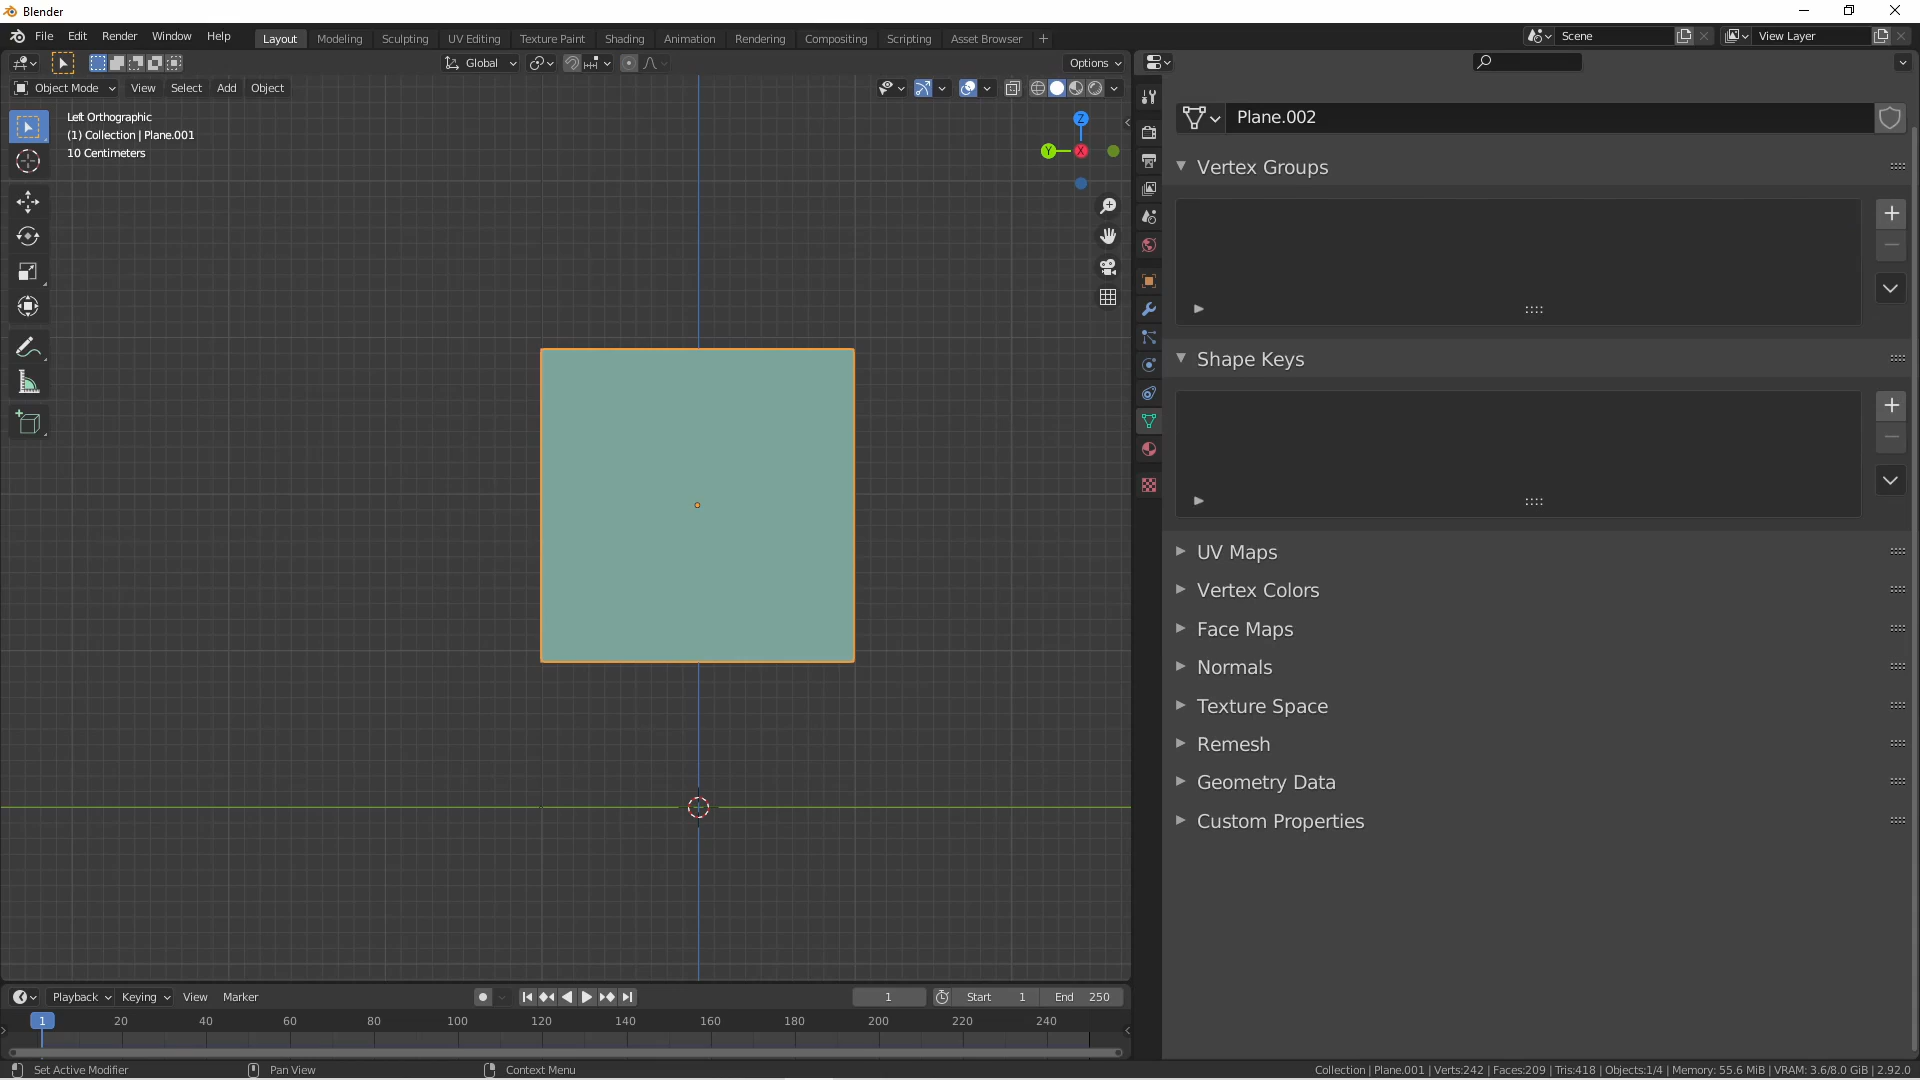 Blender
File Edit Render Window Help
Layout Modeling Sculpting UV Editing Texture Paint Shading Animation Rendering Compositing Scripting Asset Browser +
Scene
View Layer
Global
Options
Object Mode View Select Add Object
Left Orthographic
(1) Collection | Plane.001
10 Centimeters
Z
Y
X
Plane.002
Vertex Groups
Shape Keys
UV Maps
Vertex Colors
Face Maps
Normals
Texture Space
Remesh
Geometry Data
Custom Properties
Playback Keying View Marker
1
Start 1
End 250
1 20 40 60 80 100 120 140 160 180 200 220 240
Set Active Modifier
Pan View
Context Menu
Collection | Plane.001 | Verts:242 | Faces:209 | Tris:418 | Objects:1/4 | Memory: 55.6 MiB | VRAM: 3.6/8.0 GiB | 2.92.0